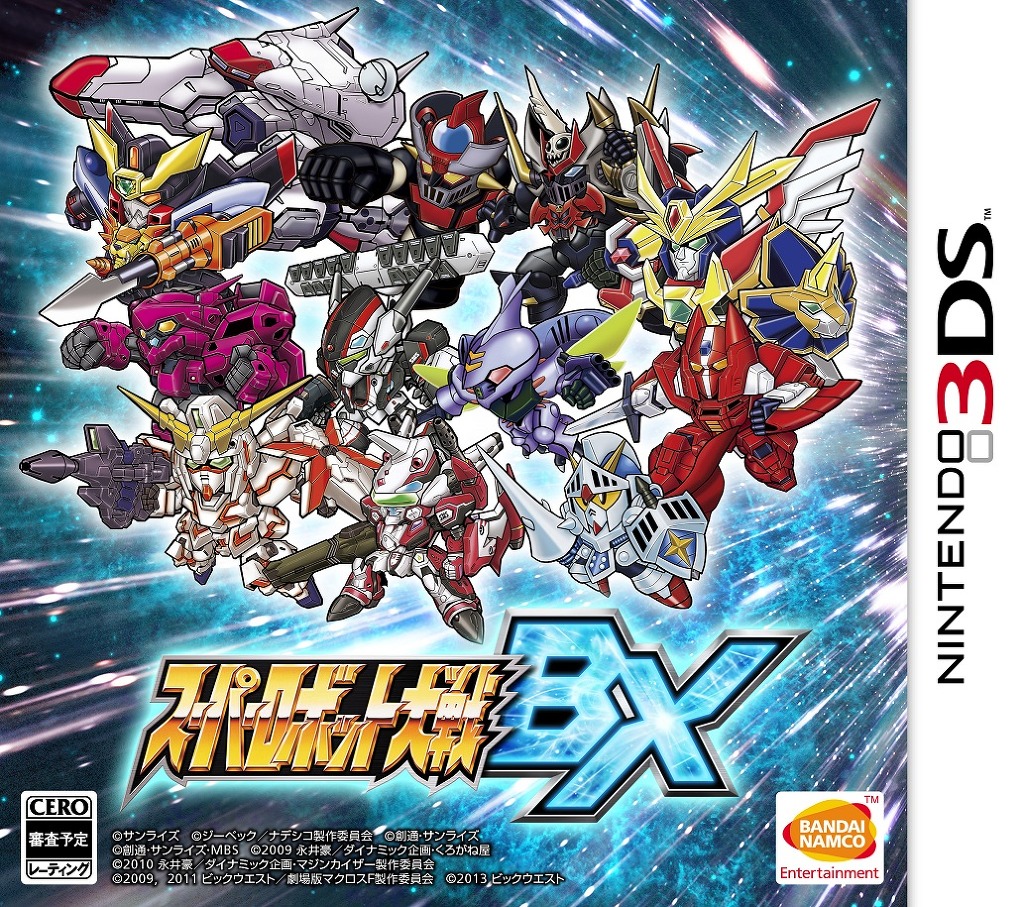 NINTENDO3DS™
スーパーロボット大戦BX
CERO
審査予定
レーティング
©サンライズ ©ジーベック/ナデシコ製作委員会 ©創通・サンライズ
©創通・サンライズ・MBS ©2009 永井豪/ダイナミック企画・くろがね屋
©2010 永井豪/ダイナミック企画・マジンカイザー製作委員会
©2009, 2011 ビックウエスト/劇場版マクロスF製作委員会 ©2013 ビックウエスト
TM
BANDAI
NAMCO
Entertainment